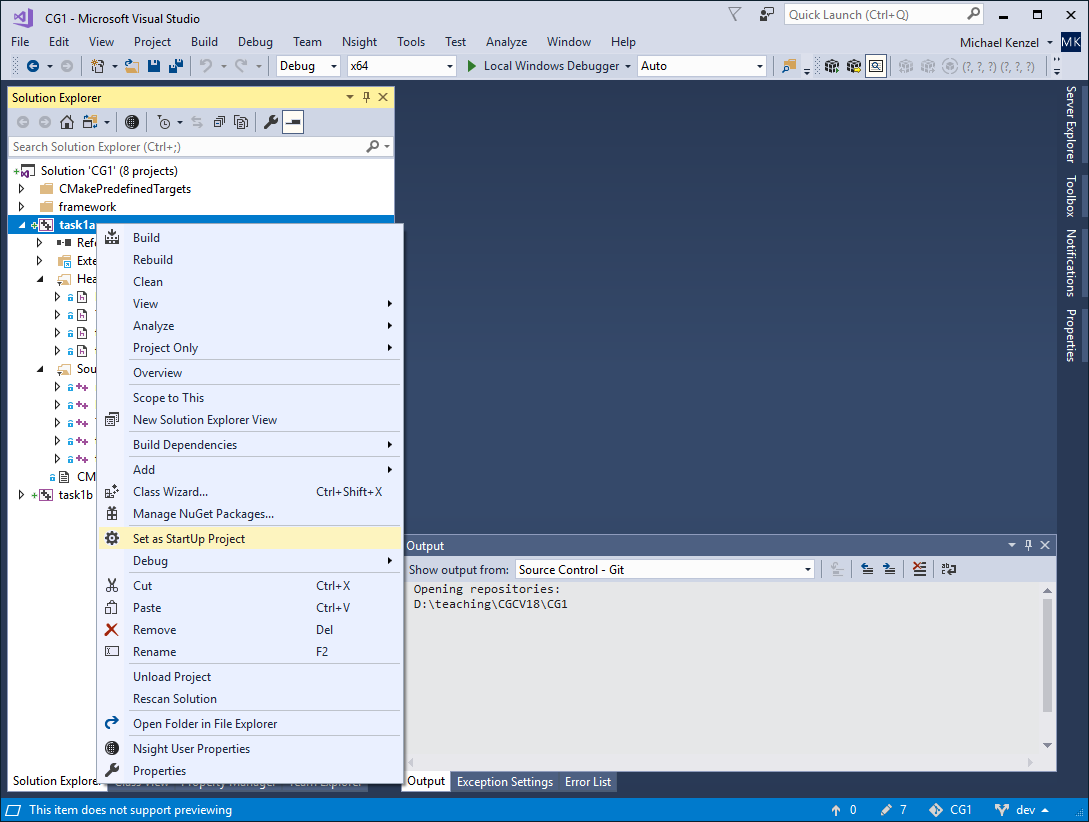 CG1 - Microsoft Visual Studio
Quick Launch (Ctrl+Q)
File Edit View Project Build Debug Team Nsight Tools Test Analyze Window Help
Michael Kenzel
MK
Debug x64 Local Windows Debugger Auto
(?, ?, ?) (?, ?, ?)
Solution Explorer
Search Solution Explorer (Ctrl+;)
Solution 'CG1' (8 projects)
CMakePredefinedTargets
framework
task1a
Refe
Exte
Hea
Sou
CM
task1b
Build
Rebuild
Clean
View
Analyze
Project Only
Overview
Scope to This
New Solution Explorer View
Build Dependencies
Add
Class Wizard... Ctrl+Shift+X
Manage NuGet Packages...
Set as StartUp Project
Debug
Cut Ctrl+X
Paste Ctrl+V
Remove Del
Rename F2
Unload Project
Rescan Solution
Open Folder in File Explorer
Nsight User Properties
Properties
Server Explorer
Toolbox
Notifications
Properties
Output
Show output from: Source Control - Git
Opening repositories:
D:\teaching\CGCV18\CG1
Solution Explorer
Output Exception Settings Error List
This item does not support previewing
0 7 CG1 dev